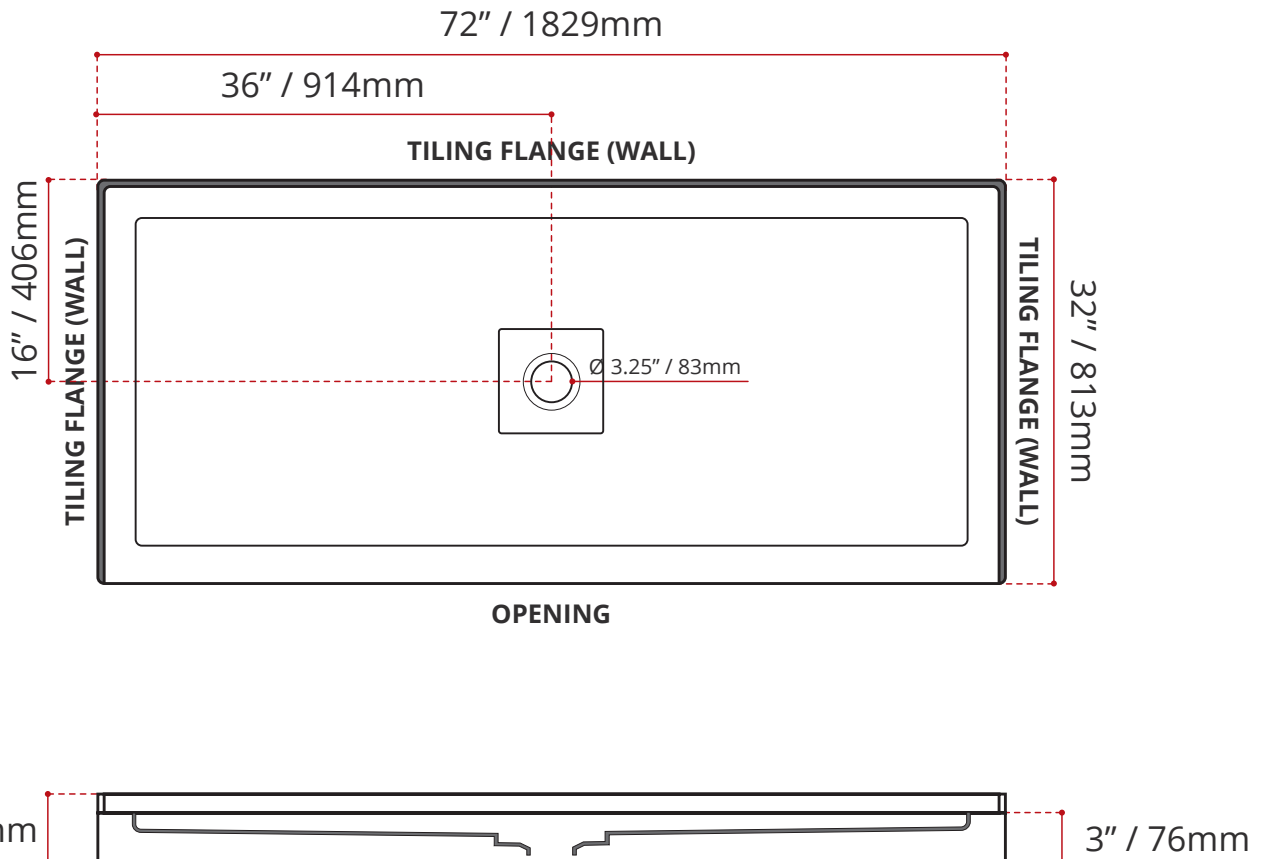 72” / 1829mm
36” / 914mm
TILING FLANGE (WALL)
16” / 406mm
TILING FLANGE (WALL)
Ø 3.25” / 83mm
TILING FLANGE (WALL)
32” / 813mm
OPENING
3” / 76mm